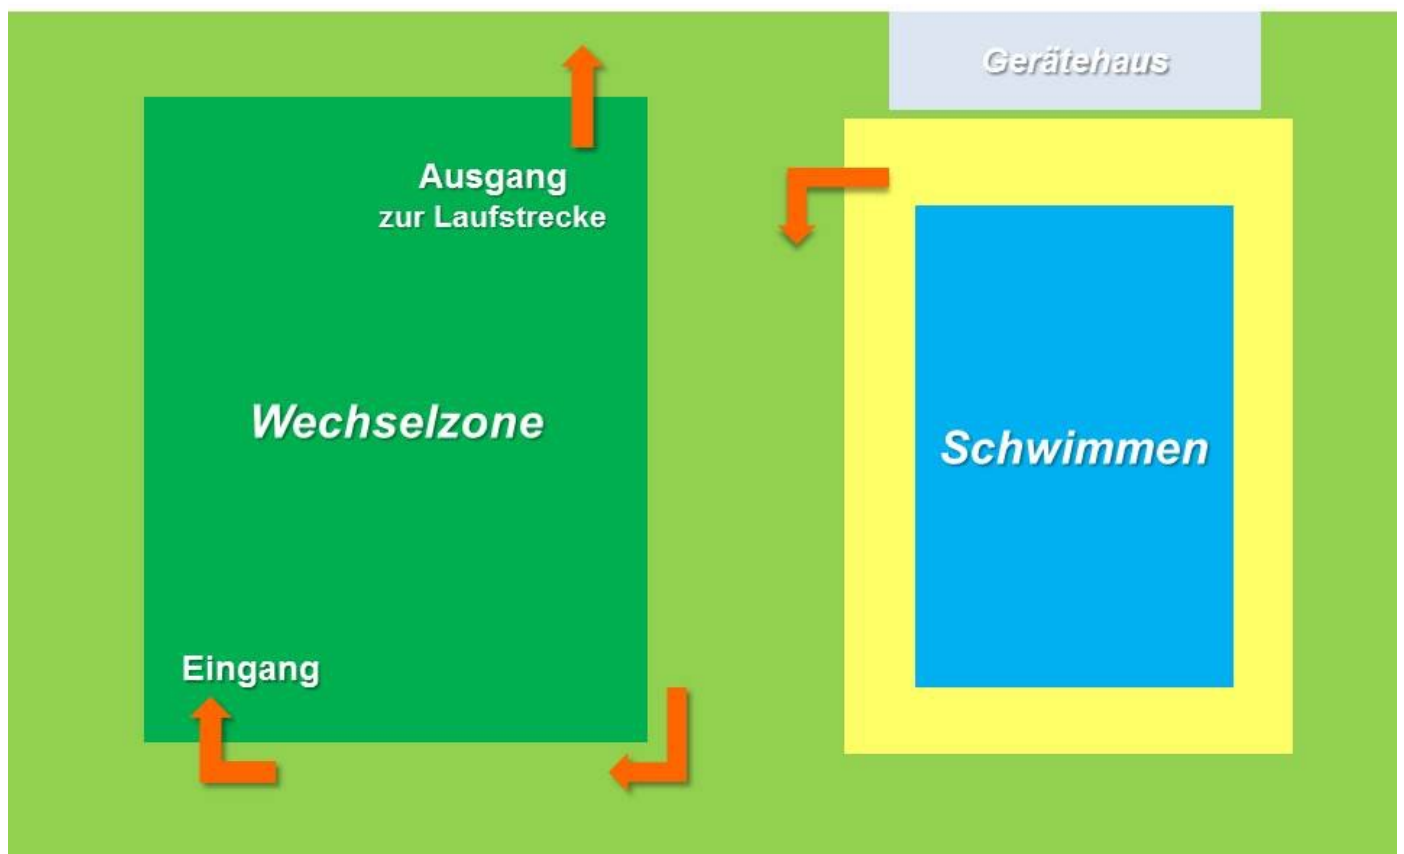 Gerätehaus
Ausgang
zur Laufstrecke
Wechselzone
Schwimmen
Eingang